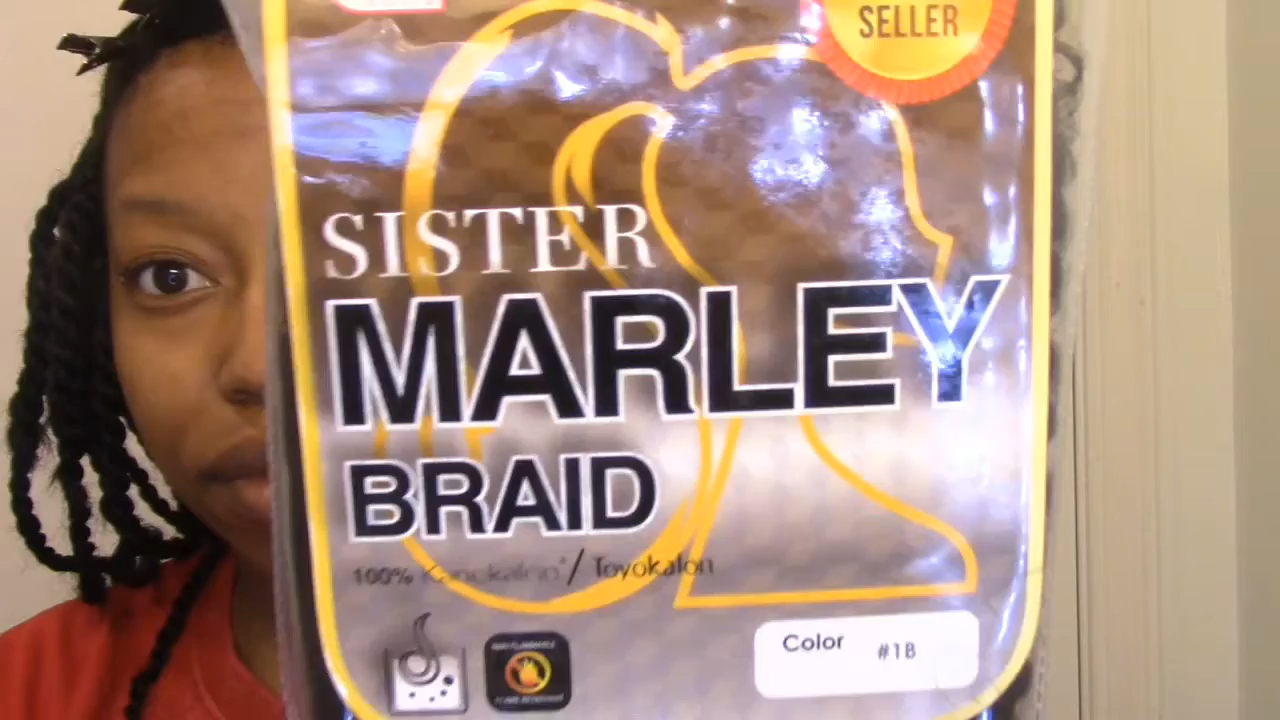 SELLER
SISTER
MARLEY
BRAID
100% Kanekalon / Toyokalon
Color #1B